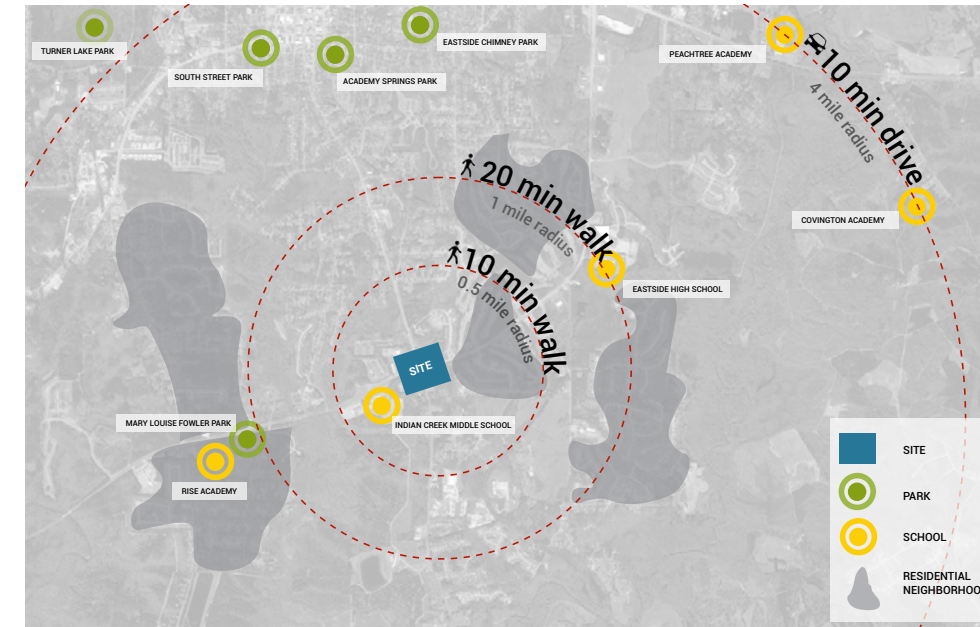 TURNER LAKE PARK
SOUTH STREET PARK
ACADEMY SPRINGS PARK
EASTSIDE CHIMNEY PARK
PEACHTREE ACADEMY
10 min drive
4 mile radius
COVINGTON ACADEMY
20 min walk
1 mile radius
EASTSIDE HIGH SCHOOL
10 min walk
0.5 mile radius
SITE
INDIAN CREEK MIDDLE SCHOOL
MARY LOUISE FOWLER PARK
RISE ACADEMY
SITE
PARK
SCHOOL
RESIDENTIAL
NEIGHBORHOO